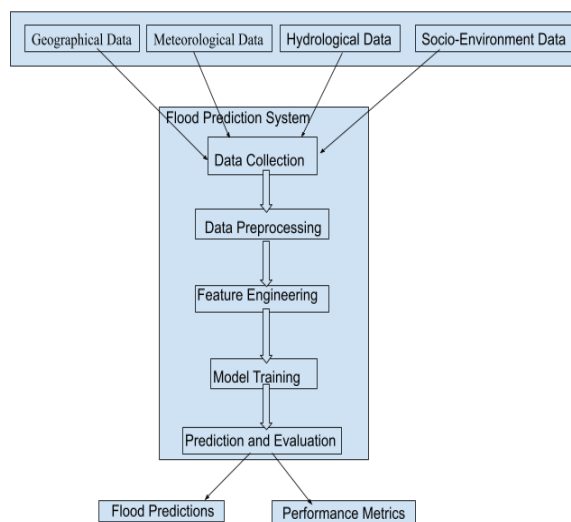 Geographical Data
Meteorological Data
Hydrological Data
Socio-Environment Data
Flood Prediction System
Data Collection
Data Preprocessing
Feature Engineering
Model Training
Prediction and Evaluation
Flood Predictions
Performance Metrics